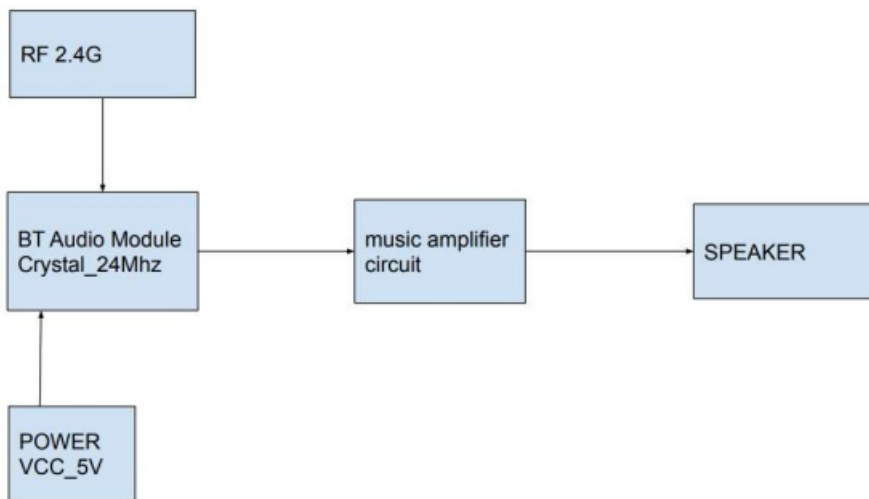 RF 2.4G
BT Audio Module
Crystal_24Mhz
music amplifier
circuit
SPEAKER
POWER
VCC_5V